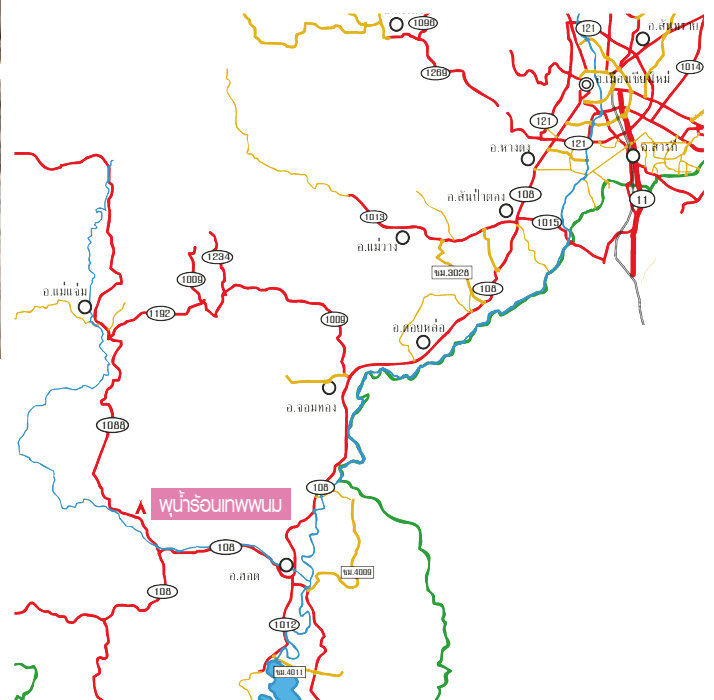 1096
121
อ.สันทราย
1269
1014
อ.เมืองเชียงใหม่
121
อ.หางดง
121
อ.สารภี
108
อ.สันป่าตอง
11
1013
1015
อ.แม่วาง
1234
1009
ชม.3028
อ.แม่แจ่ม
108
1192
1009
อ.ดอยหล่อ
อ.จอมทอง
1088
108
พุน้ำร้อนเทพพนม
108
ชม.4009
อ.ฮอด
108
1012
ชม.4011